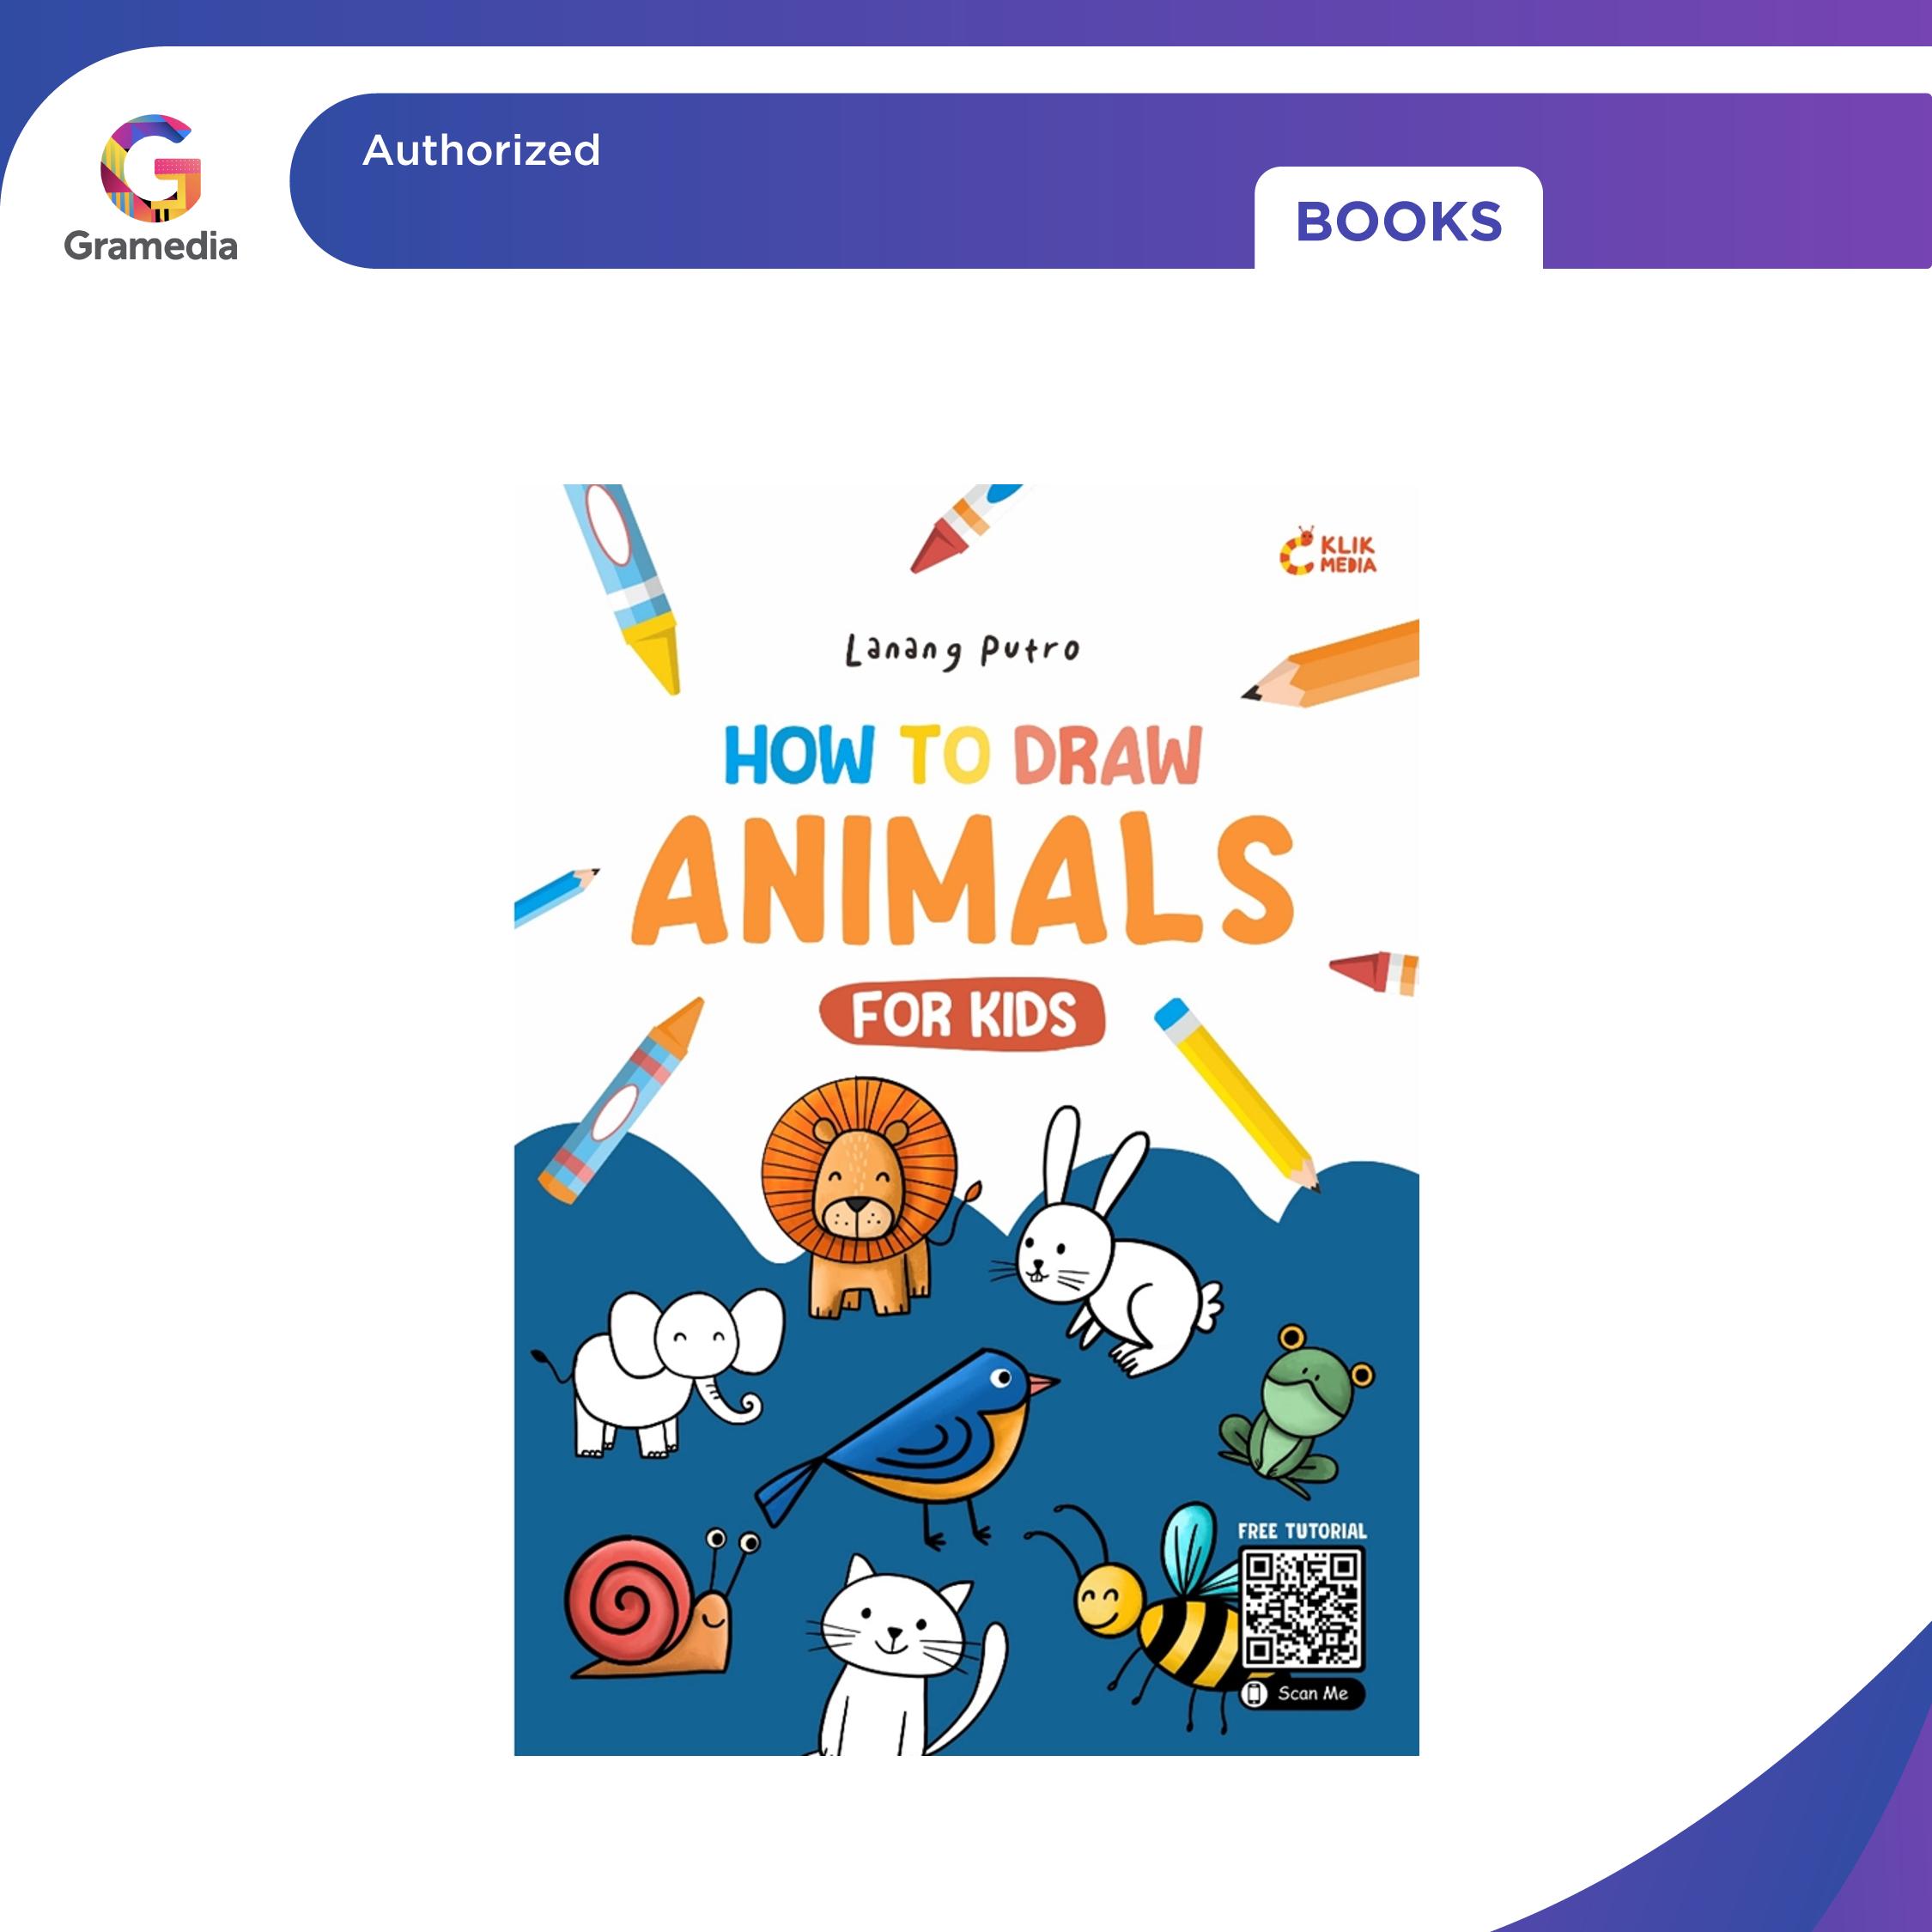 Gramedia
Authorized
BOOKS
KLIK
MEDIA
Lanang Putro
HOW TO DRAW
ANIMALS
FOR KIDS
FREE TUTORIAL
Scan Me